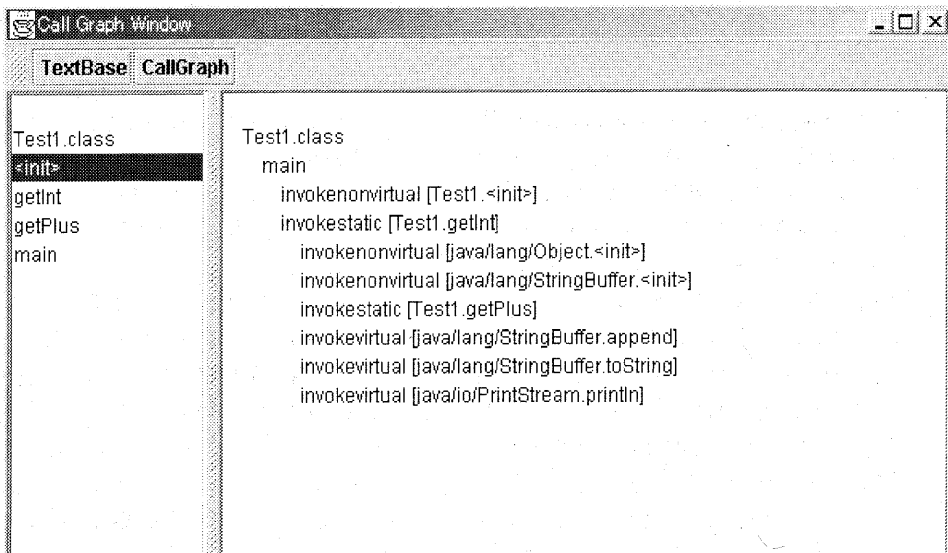 Call Graph Window
TextBase CallGraph
Test1.class
<init>
getInt
getPlus
main
Test1.class
main
invokenonvirtual [Test1.<init>]
invokestatic [Test1.getInt]
invokenonvirtual [java/lang/Object.<init>]
invokenonvirtual [java/lang/StringBuffer.<init>]
invokestatic [Test1.getPlus]
invokevirtual [java/lang/StringBuffer.append]
invokevirtual [java/lang/StringBuffer.toString]
invokevirtual [java/io/PrintStream.println]